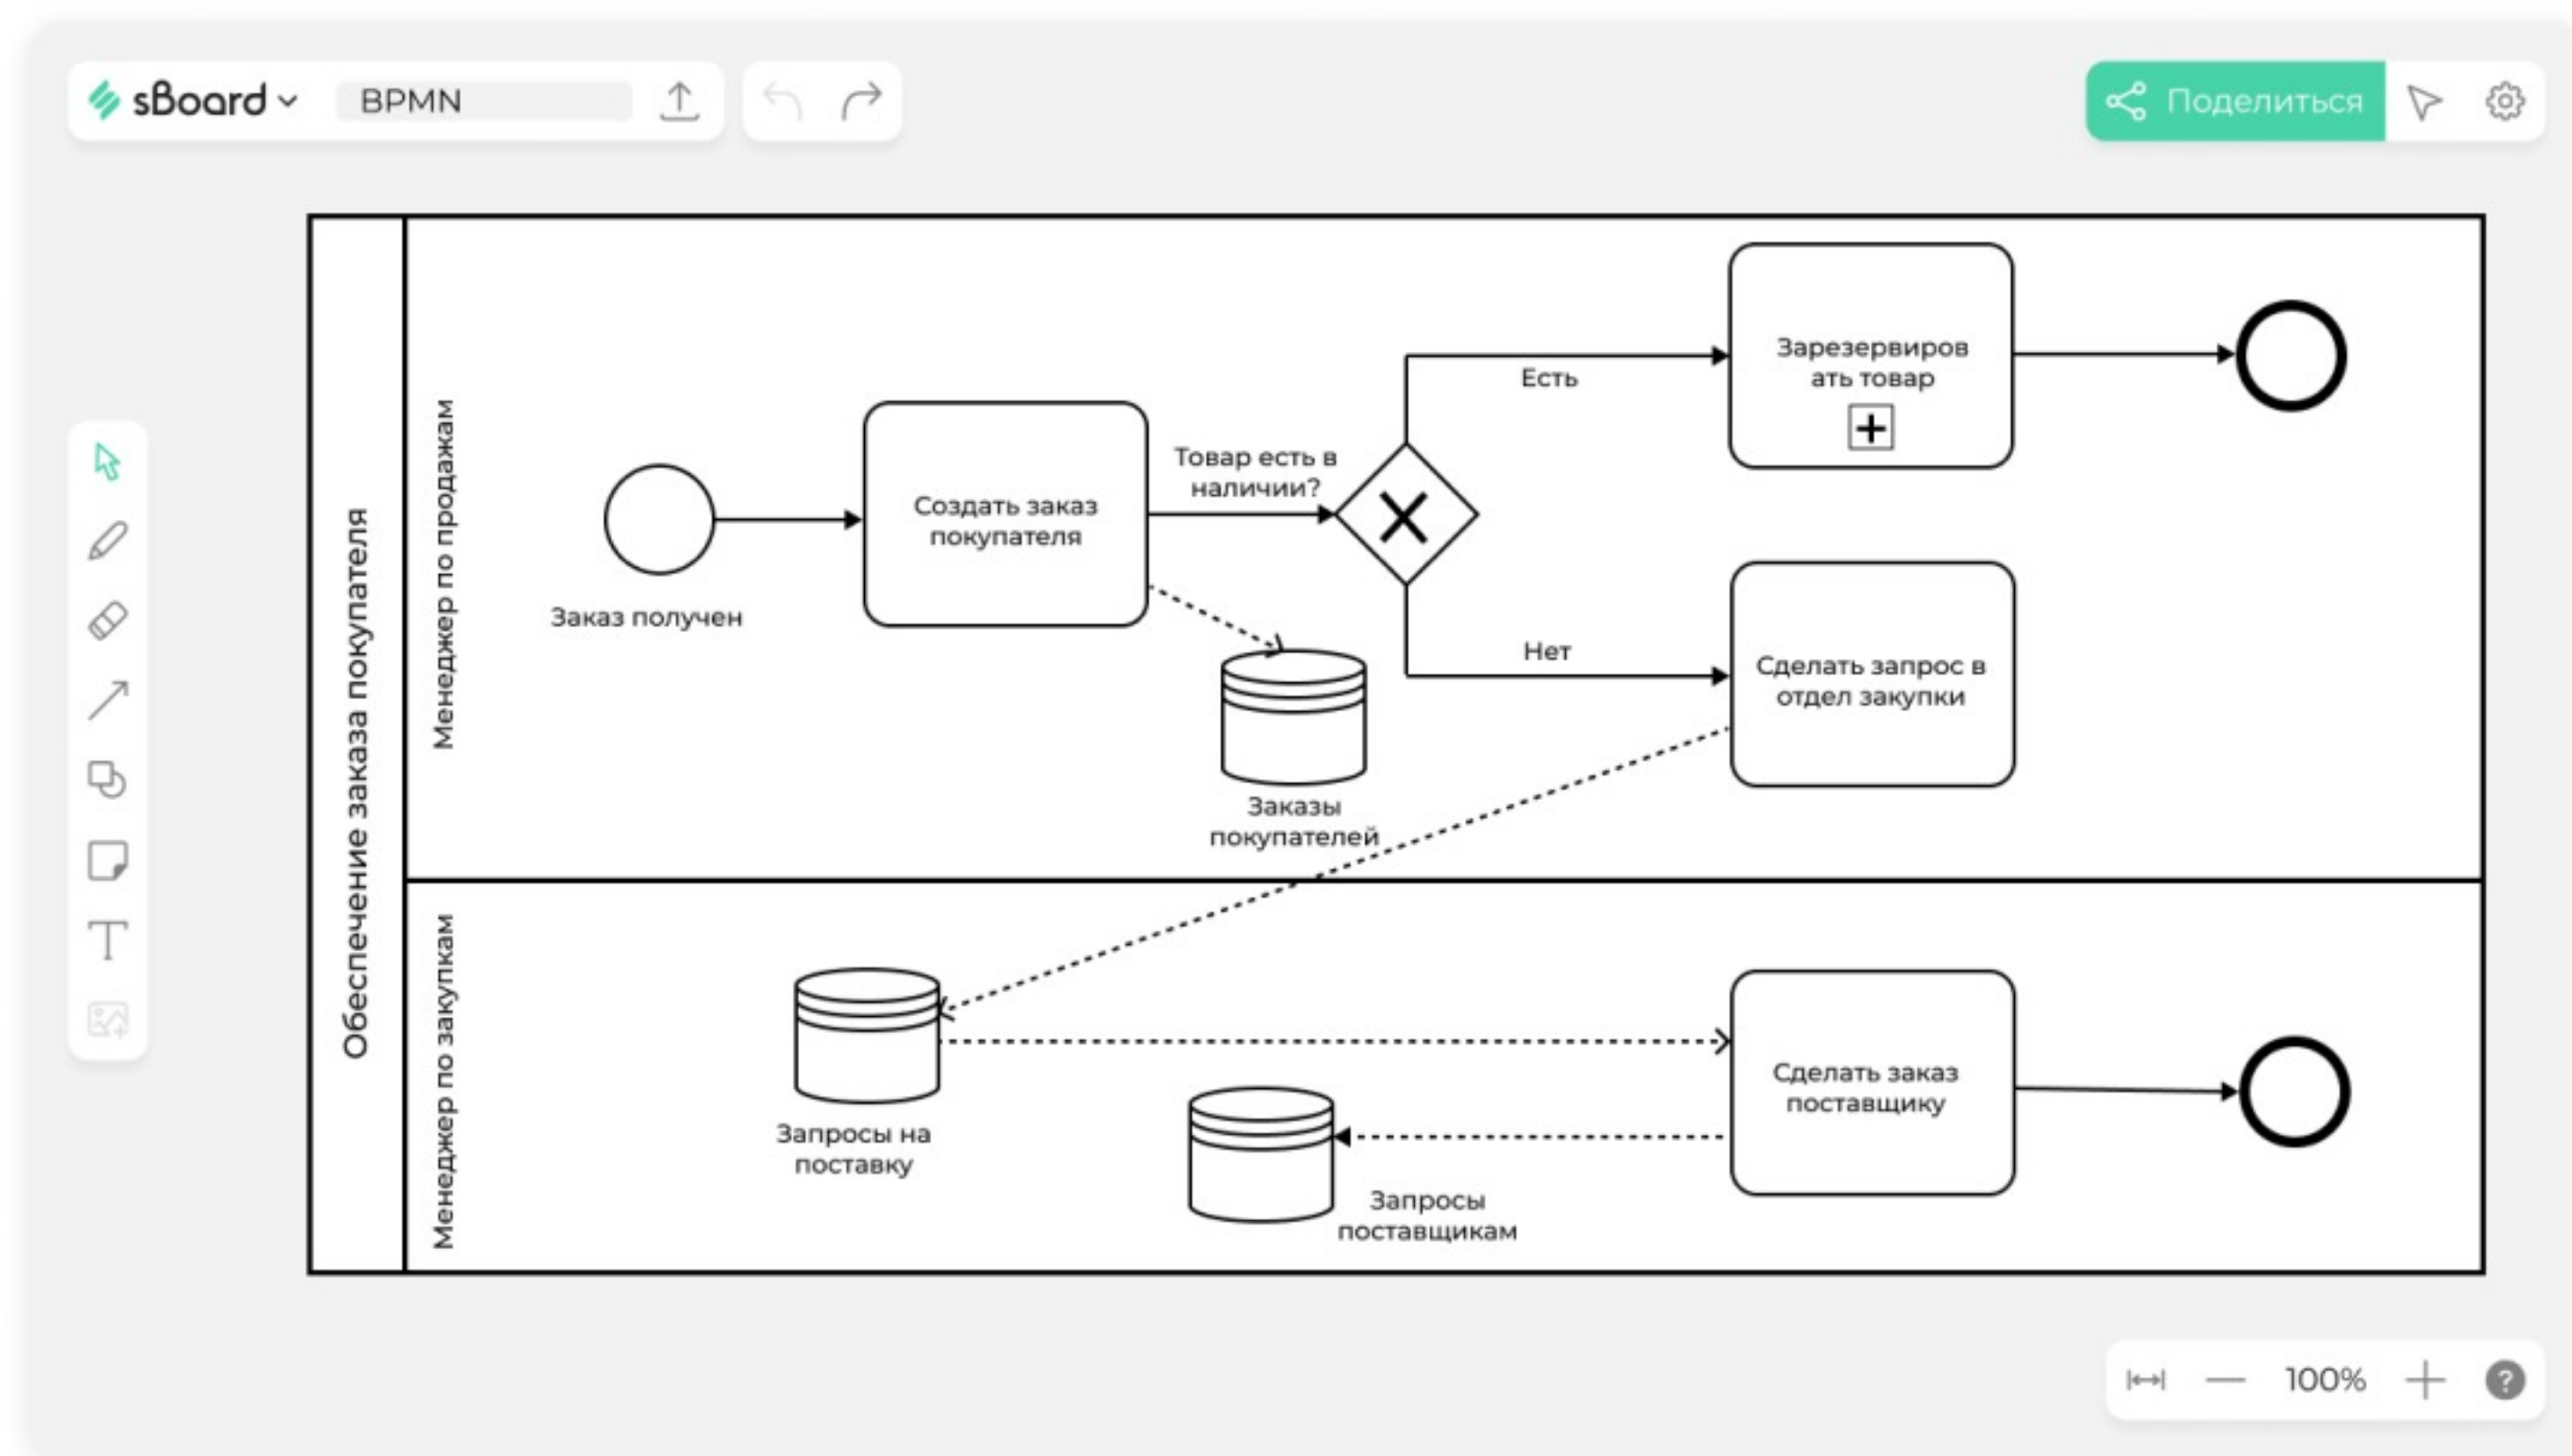 sBoard
BPMN
Поделиться
Обеспечение заказа покупателя
Менеджер по продажам
Заказ получен
Создать заказ
покупателя
Товар есть в
наличии?
Есть
Зарезервиров
ать товар
Нет
Сделать запрос в
отдел закупки
Заказы
покупателей
Менеджер по закупкам
Запросы на
поставку
Запросы
поставщикам
Сделать заказ
поставщику
100%
?